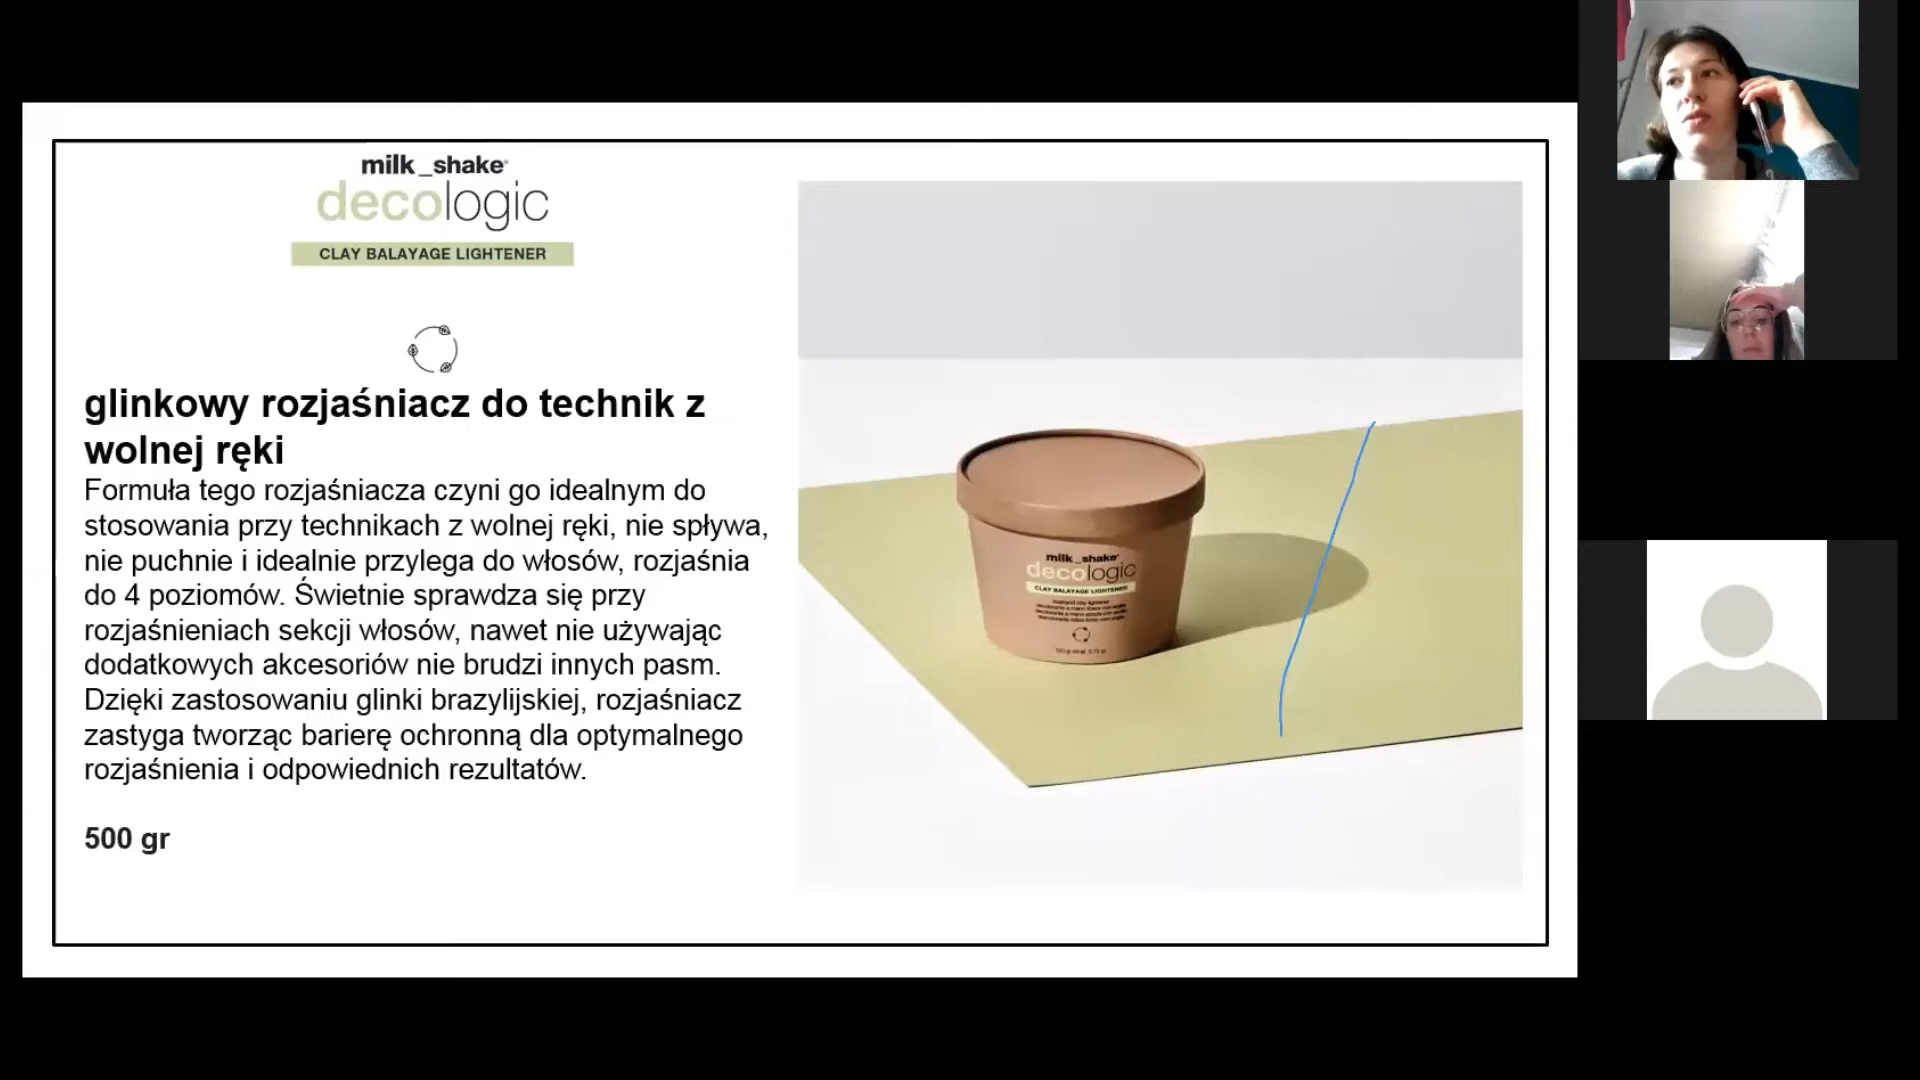 milk_shake®
decologic
CLAY BALAYAGE LIGHTENER
glinkowy rozjaśniacz do technik z
wolnej ręki
Formuła tego rozjaśniacza czyni go idealnym do
stosowania przy technikach z wolnej ręki, nie spływa,
nie puchnie i idealnie przylega do włosów, rozjaśnia
do 4 poziomów. Świetnie sprawdza się przy
rozjaśnieniach sekcji włosów, nawet nie używając
dodatkowych akcesoriów nie brudzi innych pasm.
Dzięki zastosowaniu glinki brazylijskiej, rozjaśniacz
zastyga tworząc barierę ochronną dla optymalnego
rozjaśnienia i odpowiednich rezultatów.
500 gr
milk_shake®
decologic
CLAY BALAYAGE LIGHTENER
freehand clay lightener